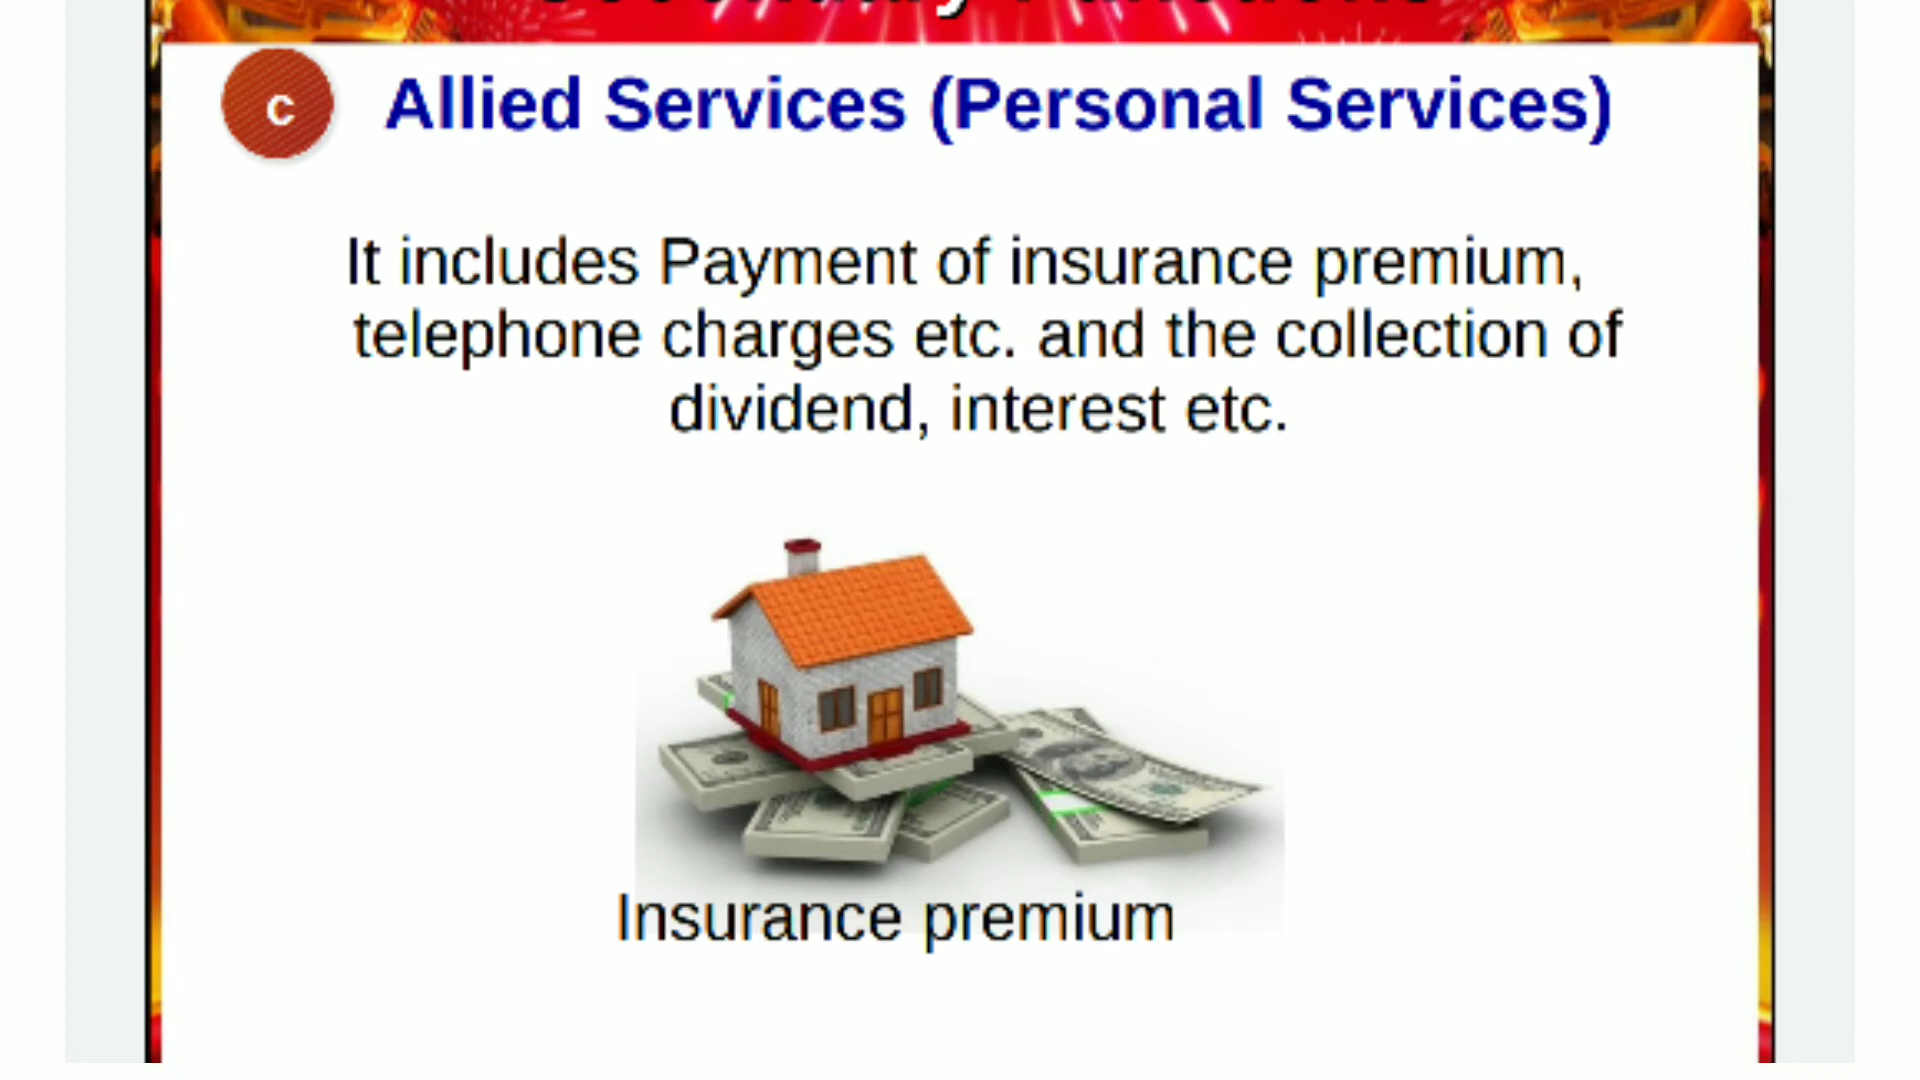 c
Allied Services (Personal Services)
It includes Payment of insurance premium,
telephone charges etc. and the collection of
dividend, interest etc.
Insurance premium